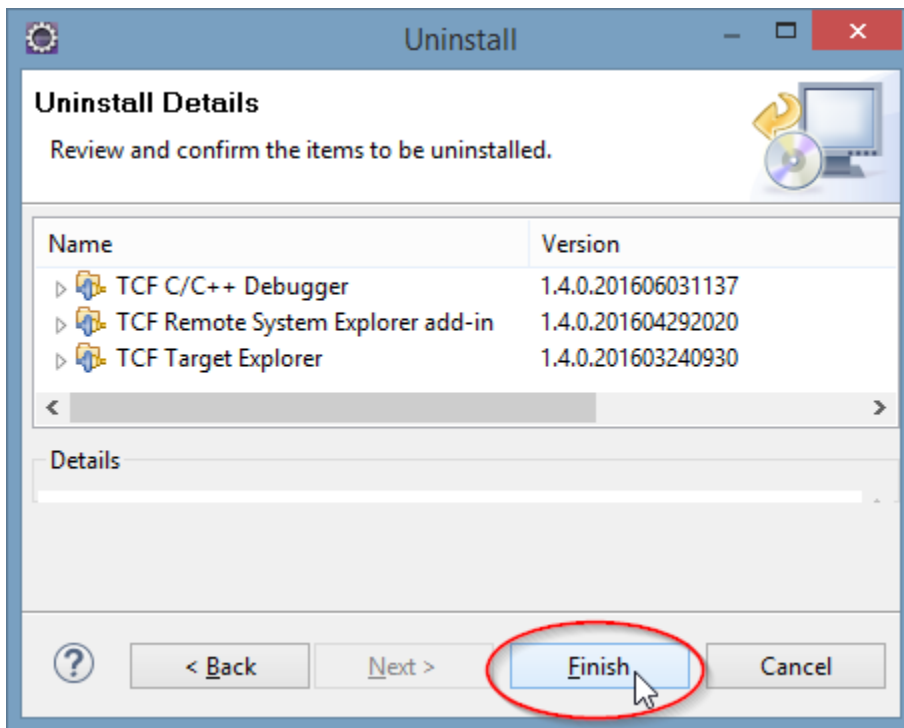 Uninstall
Uninstall Details
Review and confirm the items to be uninstalled.
Name Version
TCF C/C++ Debugger 1.4.0.201606031137
TCF Remote System Explorer add-in 1.4.0.201604292020
TCF Target Explorer 1.4.0.201603240930
Details
? < Back Next > Finish Cancel